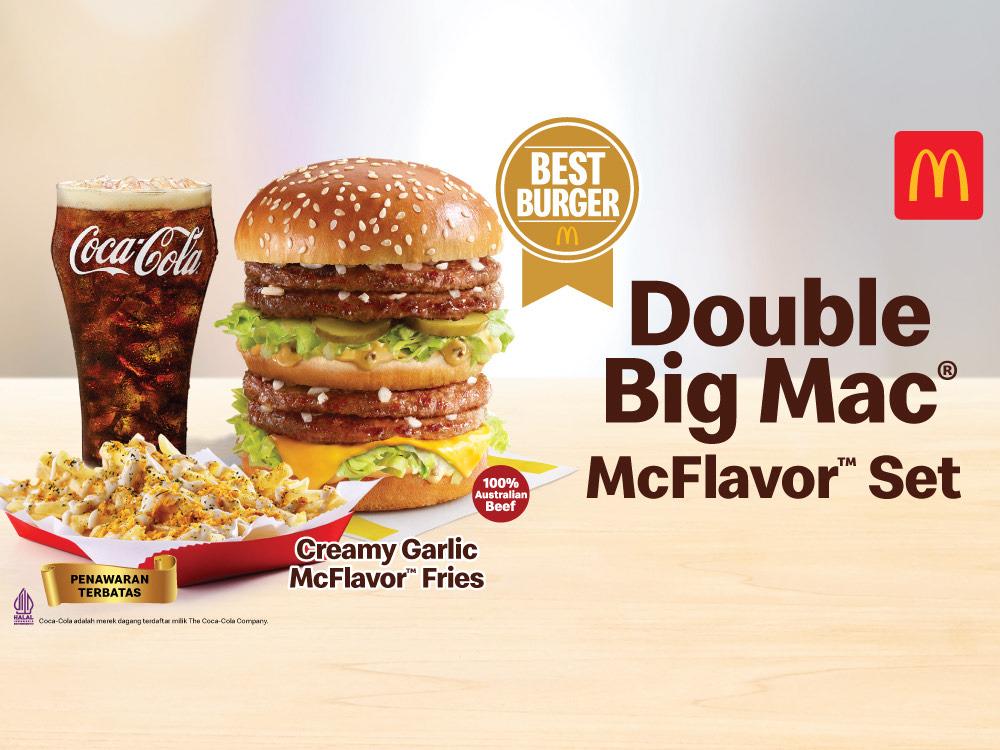 Coca-Cola
BEST
BURGER
Double
Big Mac®
McFlavor™ Set
100%
Australian
Beef
Creamy Garlic
McFlavor™ Fries
PENAWARAN
TERBATAS
HALAL
INDONESIA
Coca-Cola adalah merek dagang terdaftar milik The Coca-Cola Company.